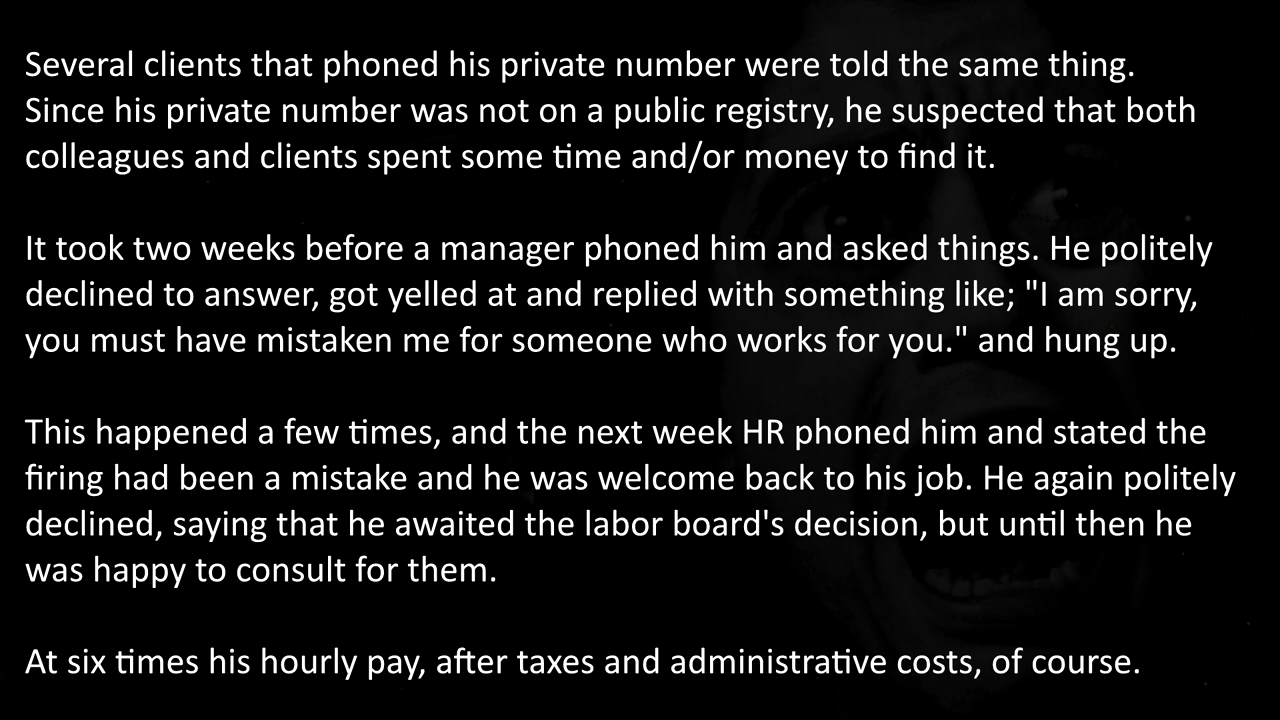 Several clients that phoned his private number were told the same thing.
Since his private number was not on a public registry, he suspected that both
colleagues and clients spent some time and/or money to find it.
It took two weeks before a manager phoned him and asked things. He politely
declined to answer, got yelled at and replied with something like; "I am sorry,
you must have mistaken me for someone who works for you." and hung up.
This happened a few times, and the next week HR phoned him and stated the
firing had been a mistake and he was welcome back to his job. He again politely
declined, saying that he awaited the labor board's decision, but until then he
was happy to consult for them.
At six times his hourly pay, after taxes and administrative costs, of course.